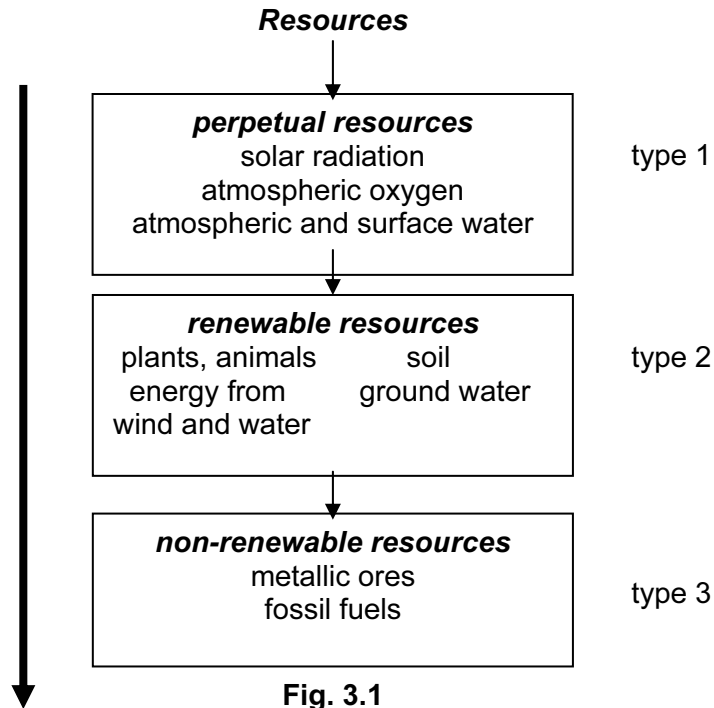 Resources
perpetual resources
solar radiation
atmospheric oxygen
atmospheric and surface water
type 1
renewable resources
plants, animals soil
energy from ground water
wind and water
type 2
non-renewable resources
metallic ores
fossil fuels
type 3
Fig. 3.1